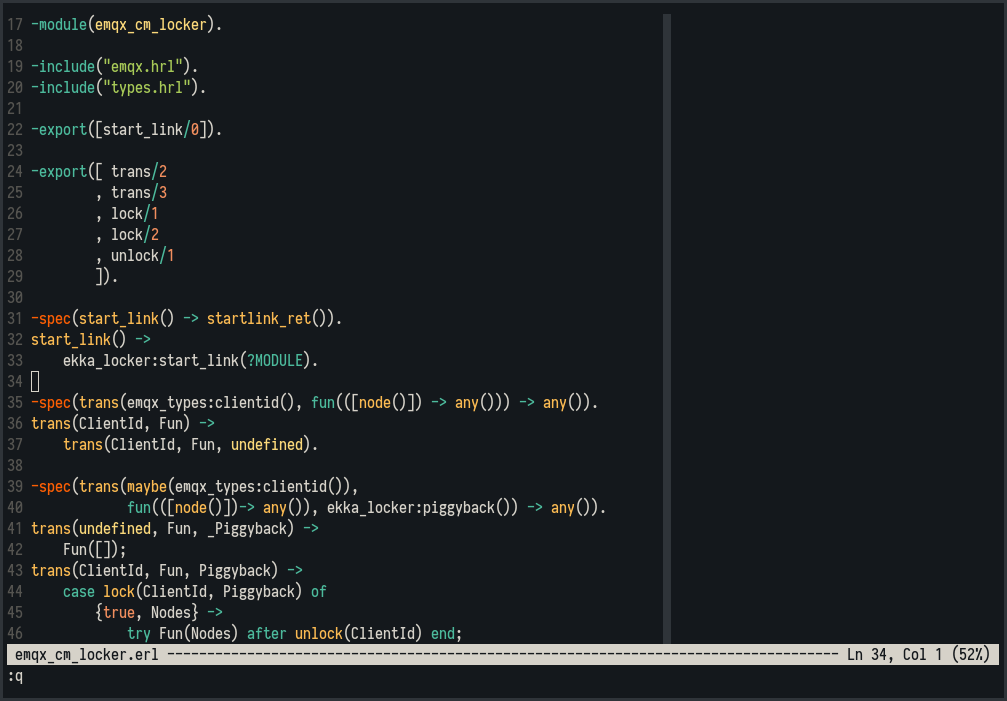 17 -module(emqx_cm_locker).
18
19 -include("emqx.hrl").
20 -include("types.hrl").
21
22 -export([start_link/0]).
23
24 -export([ trans/2
25         , trans/3
26         , lock/1
27         , lock/2
28         , unlock/1
29         ]).
30
31 -spec(start_link() -> startlink_ret()).
32 start_link() ->
33     ekka_locker:start_link(?MODULE).
34
35 -spec(trans(emqx_types:clientid(), fun(([node()]) -> any())) -> any()).
36 trans(ClientId, Fun) ->
37     trans(ClientId, Fun, undefined).
38
39 -spec(trans(maybe(emqx_types:clientid()),
40             fun(([node()])-> any()), ekka_locker:piggyback()) -> any()).
41 trans(undefined, Fun, _Piggyback) ->
42     Fun([]);
43 trans(ClientId, Fun, Piggyback) ->
44     case lock(ClientId, Piggyback) of
45         {true, Nodes} ->
46             try Fun(Nodes) after unlock(ClientId) end;
emqx_cm_locker.erl ------------------------------------------------------------------------------------ Ln 34, Col 1 (52%)
:q